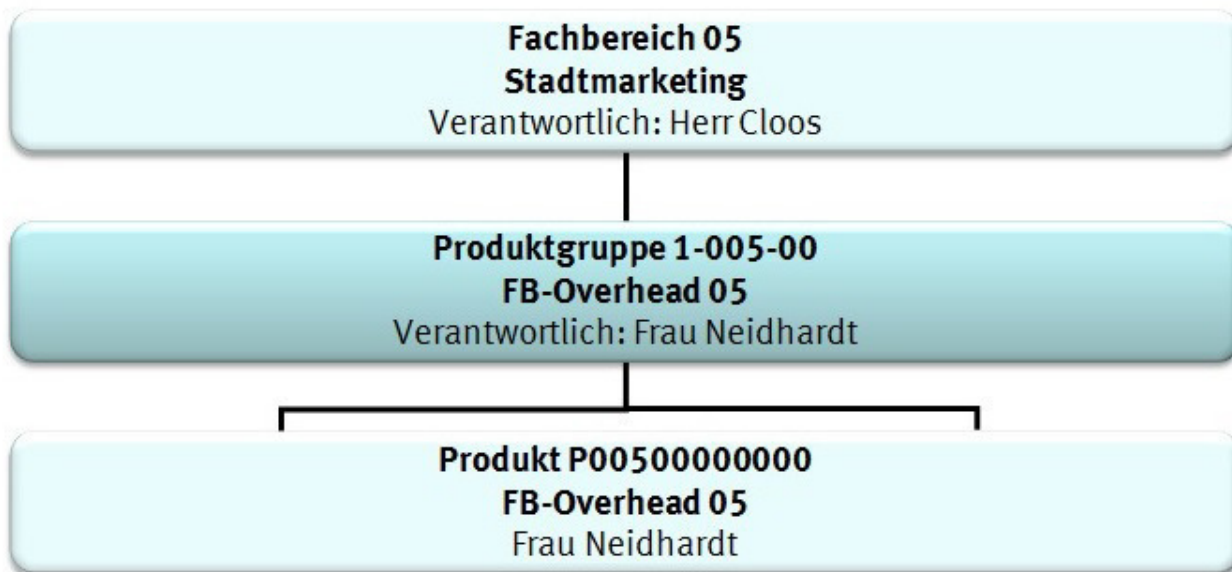 Fachbereich 05
Stadtmarketing
Verantwortlich: Herr Cloos
Produktgruppe 1-005-00
FB-Overhead 05
Verantwortlich: Frau Neidhardt
Produkt P00500000000
FB-Overhead 05
Frau Neidhardt